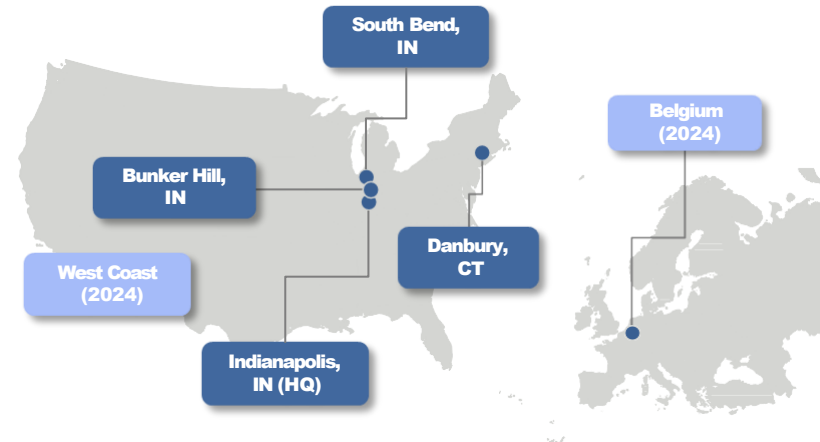 South Bend,
IN
Belgium
(2024)
Bunker Hill,
IN
Danbury,
CT
West Coast
(2024)
Indianapolis,
IN (HQ)